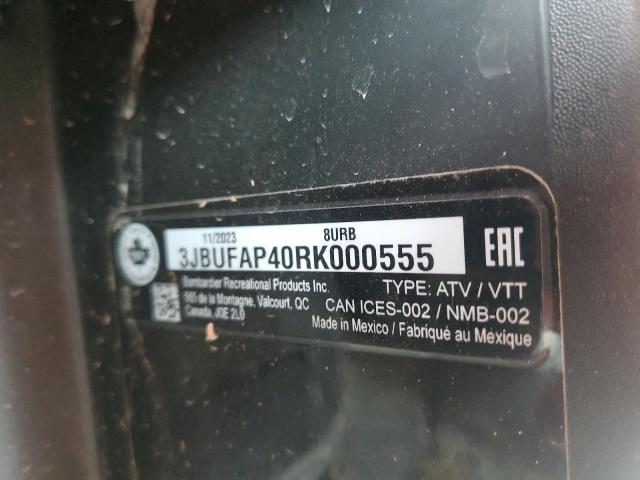 11/2023 8URB
3JBUFAP40RK000555
EAC
Bombardier Recreational Products Inc.
565 de la Montagne, Valcourt, QC
Canada, J0E 2L0
TYPE: ATV / VTT
CAN ICES-002 / NMB-002
Made in Mexico / Fabriqué au Mexique